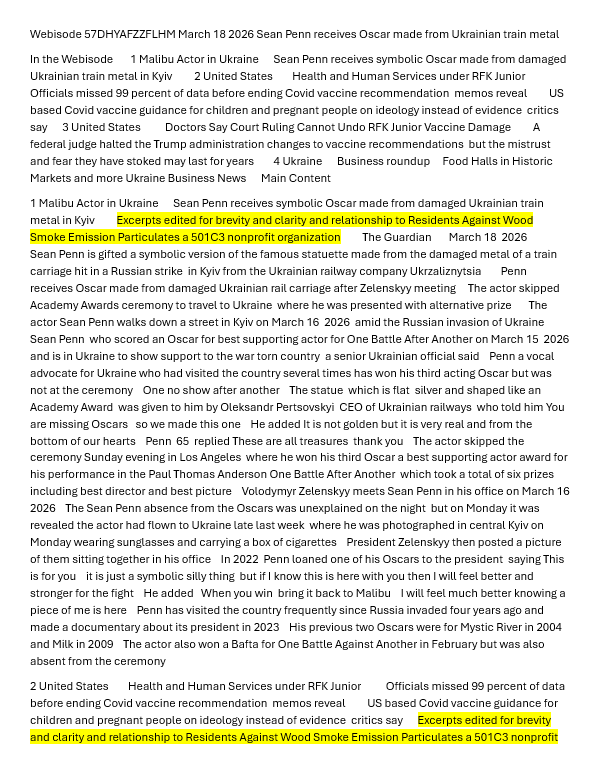 Webisode 57DHYAFZZFLHM March 18 2026 Sean Penn receives Oscar made from Ukrainian train metal
In the Webisode 1 Malibu Actor in Ukraine Sean Penn receives symbolic Oscar made from damaged
Ukrainian train metal in Kyiv 2 United States Health and Human Services under RFK Junior
Officials missed 99 percent of data before ending Covid vaccine recommendation memos reveal US
based Covid vaccine guidance for children and pregnant people on ideology instead of evidence critics
say 3 United States Doctors Say Court Ruling Cannot Undo RFK Junior Vaccine Damage A
federal judge halted the Trump administration changes to vaccine recommendations but the mistrust
and fear they have stoked may last for years 4 Ukraine Business roundup Food Halls in Historic
Markets and more Ukraine Business News Main Content
1 Malibu Actor in Ukraine Sean Penn receives symbolic Oscar made from damaged Ukrainian train
metal in Kyiv Excerpts edited for brevity and clarity and relationship to Residents Against Wood
Smoke Emission Particulates a 501C3 nonprofit organization The Guardian March 18 2026
Sean Penn is gifted a symbolic version of the famous statuette made from the damaged metal of a train
carriage hit in a Russian strike in Kyiv from the Ukrainian railway company Ukrzaliznytsia Penn
receives Oscar made from damaged Ukrainian rail carriage after Zelenskyy meeting The actor skipped
Academy Awards ceremony to travel to Ukraine where he was presented with alternative prize The
actor Sean Penn walks down a street in Kyiv on March 16 2026 amid the Russian invasion of Ukraine
Sean Penn who scored an Oscar for best supporting actor for One Battle After Another on March 15 2026
and is in Ukraine to show support to the war torn country a senior Ukrainian official said Penn a vocal
advocate for Ukraine who had visited the country several times has won his third acting Oscar but was
not at the ceremony One no show after another The statue which is flat silver and shaped like an
Academy Award was given to him by Oleksandr Pertsovskyi CEO of Ukrainian railways who told him You
are missing Oscars so we made this one He added It is not golden but it is very real and from the
bottom of our hearts Penn 65 replied These are all treasures thank you The actor skipped the
ceremony Sunday evening in Los Angeles where he won his third Oscar a best supporting actor award for
his performance in the Paul Thomas Anderson One Battle After Another which took a total of six prizes
including best director and best picture Volodymyr Zelenskyy meets Sean Penn in his office on March 16
2026 The Sean Penn absence from the Oscars was unexplained on the night but on Monday it was
revealed the actor had flown to Ukraine late last week where he was photographed in central Kyiv on
Monday wearing sunglasses and carrying a box of cigarettes President Zelenskyy then posted a picture
of them sitting together in his office In 2022 Penn loaned one of his Oscars to the president saying This
is for you it is just a symbolic silly thing but if I know this is here with you then I will feel better and
stronger for the fight He added When you win bring it back to Malibu I will feel much better knowing a
piece of me is here Penn has visited the country frequently since Russia invaded four years ago and
made a documentary about its president in 2023 His previous two Oscars were for Mystic River in 2004
and Milk in 2009 The actor also won a Bafta for One Battle Against Another in February but was also
absent from the ceremony
2 United States Health and Human Services under RFK Junior Officials missed 99 percent of data
before ending Covid vaccine recommendation memos reveal US based Covid vaccine guidance for
children and pregnant people on ideology instead of evidence critics say Excerpts edited for brevity
and clarity and relationship to Residents Against Wood Smoke Emission Particulates a 501C3 nonprofit